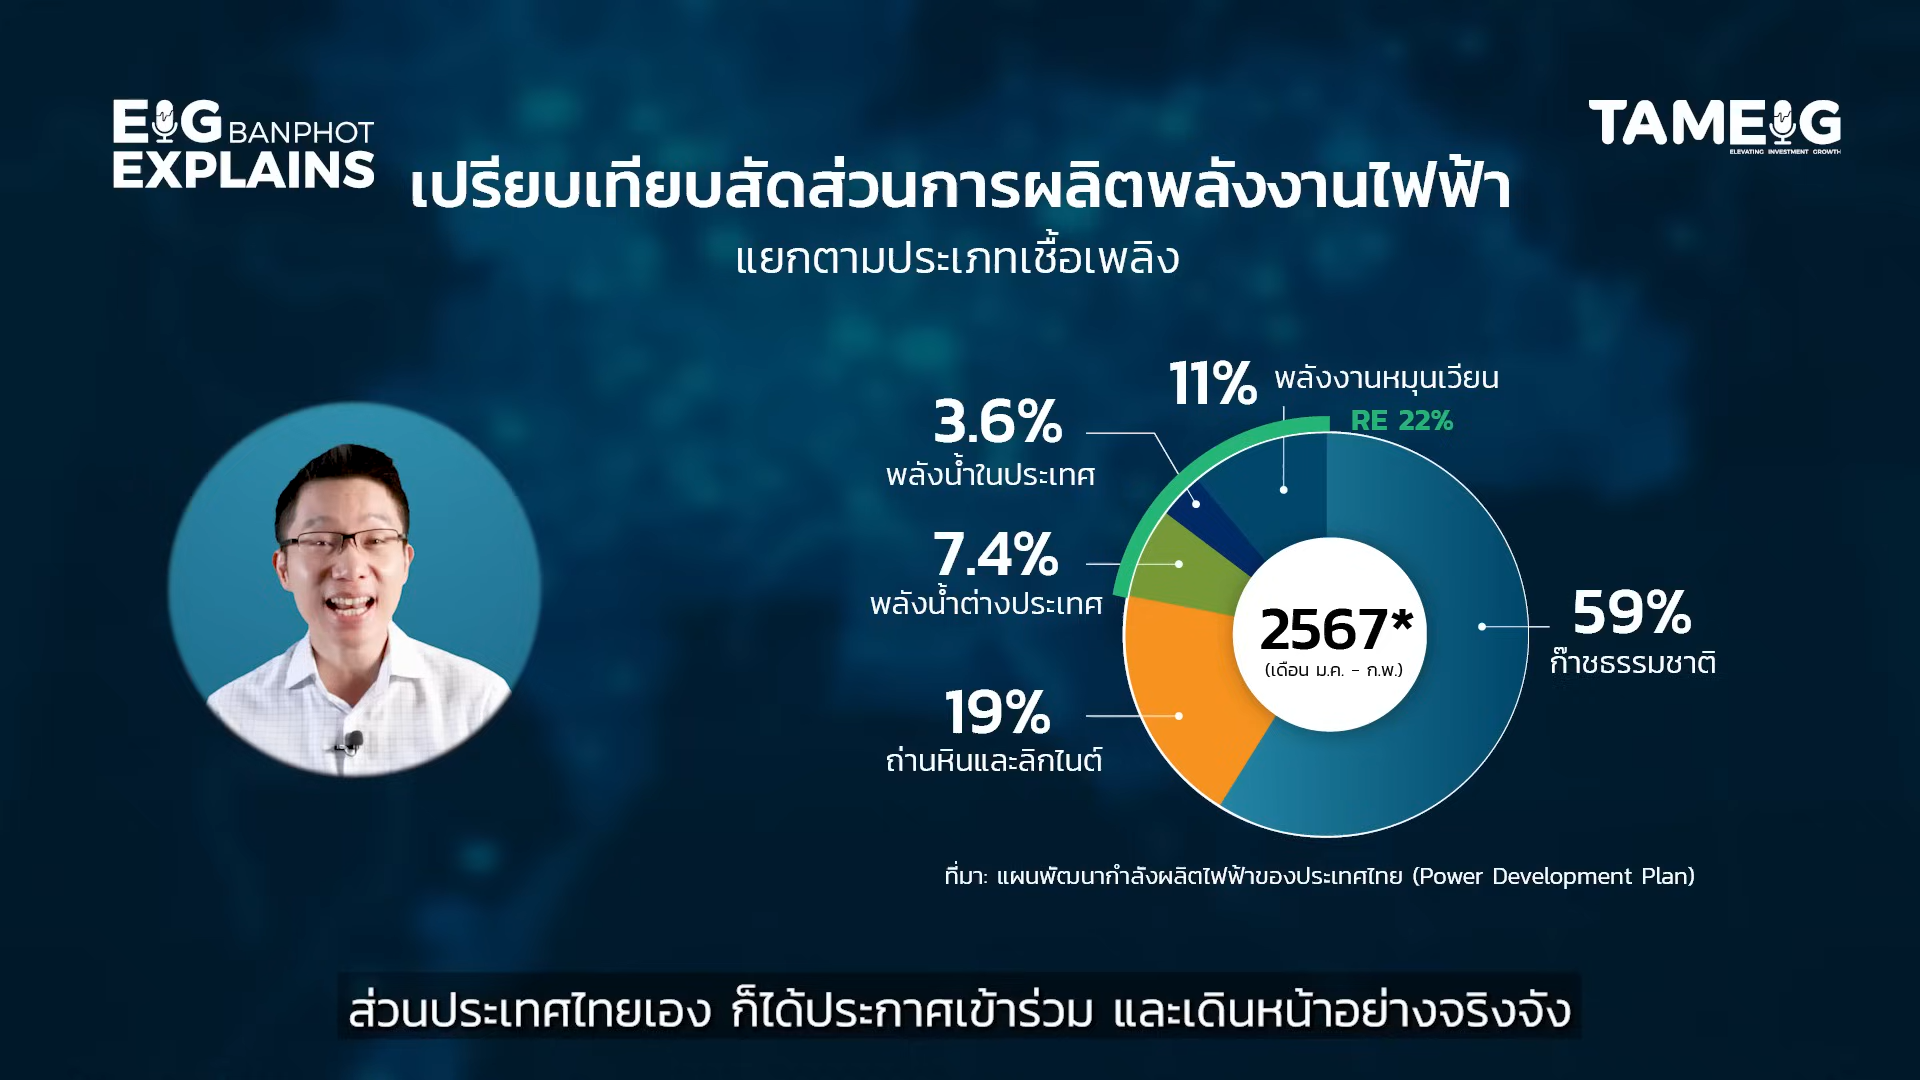 EIG BANPHOT
EXPLAINS
TAMEIG
ELEVATING INVESTMENT GROWTH
เปรียบเทียบสัดส่วนการผลิตพลังงานไฟฟ้า
แยกตามประเภทเชื้อเพลิง
11% พลังงานหมุนเวียน
RE 22%
3.6%
พลังน้ำในประเทศ
7.4%
พลังน้ำต่างประเทศ
59%
ก๊าซธรรมชาติ
2567*
(เดือน ม.ค. - ก.พ.)
19%
ถ่านหินและลิกไนต์
ที่มา: แผนพัฒนากำลังผลิตไฟฟ้าของประเทศไทย (Power Development Plan)
ส่วนประเทศไทยเอง ก็ได้ประกาศเข้าร่วม และเดินหน้าอย่างจริงจัง